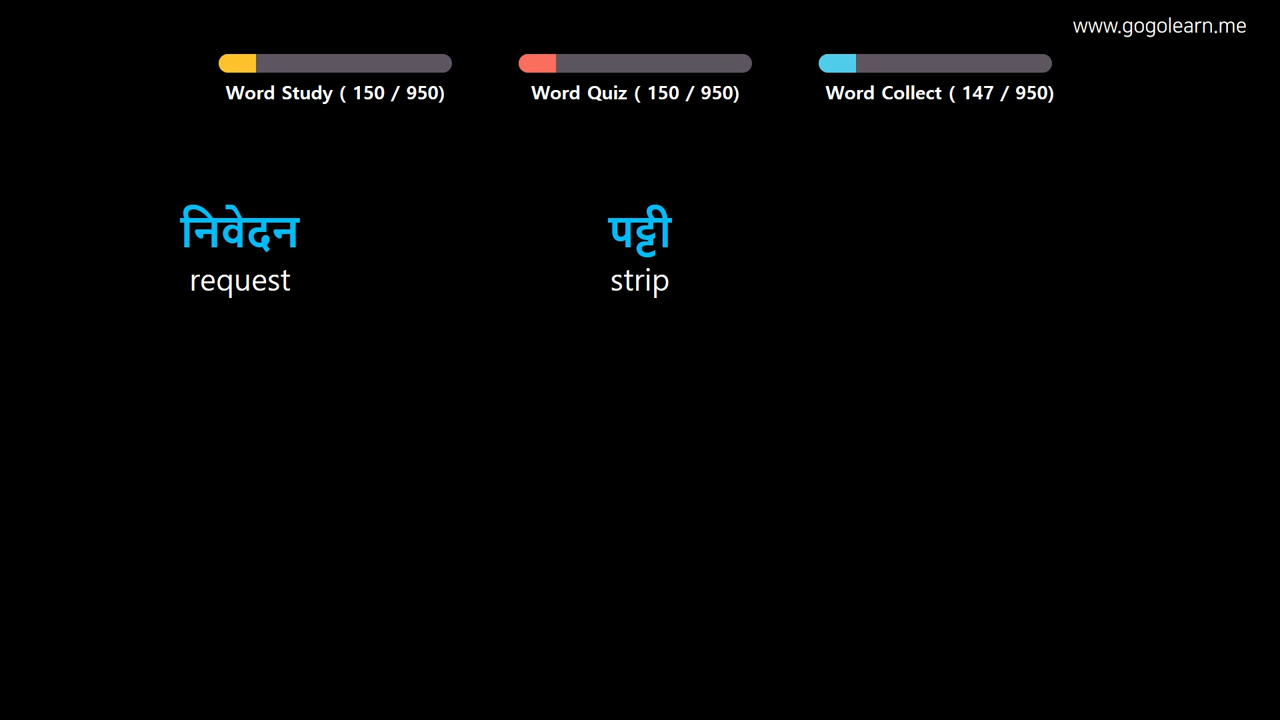 www.gogolearn.me
Word Study ( 150 / 950)
Word Quiz ( 150 / 950)
Word Collect ( 147 / 950)
निवेदन
request
पट्टी
strip